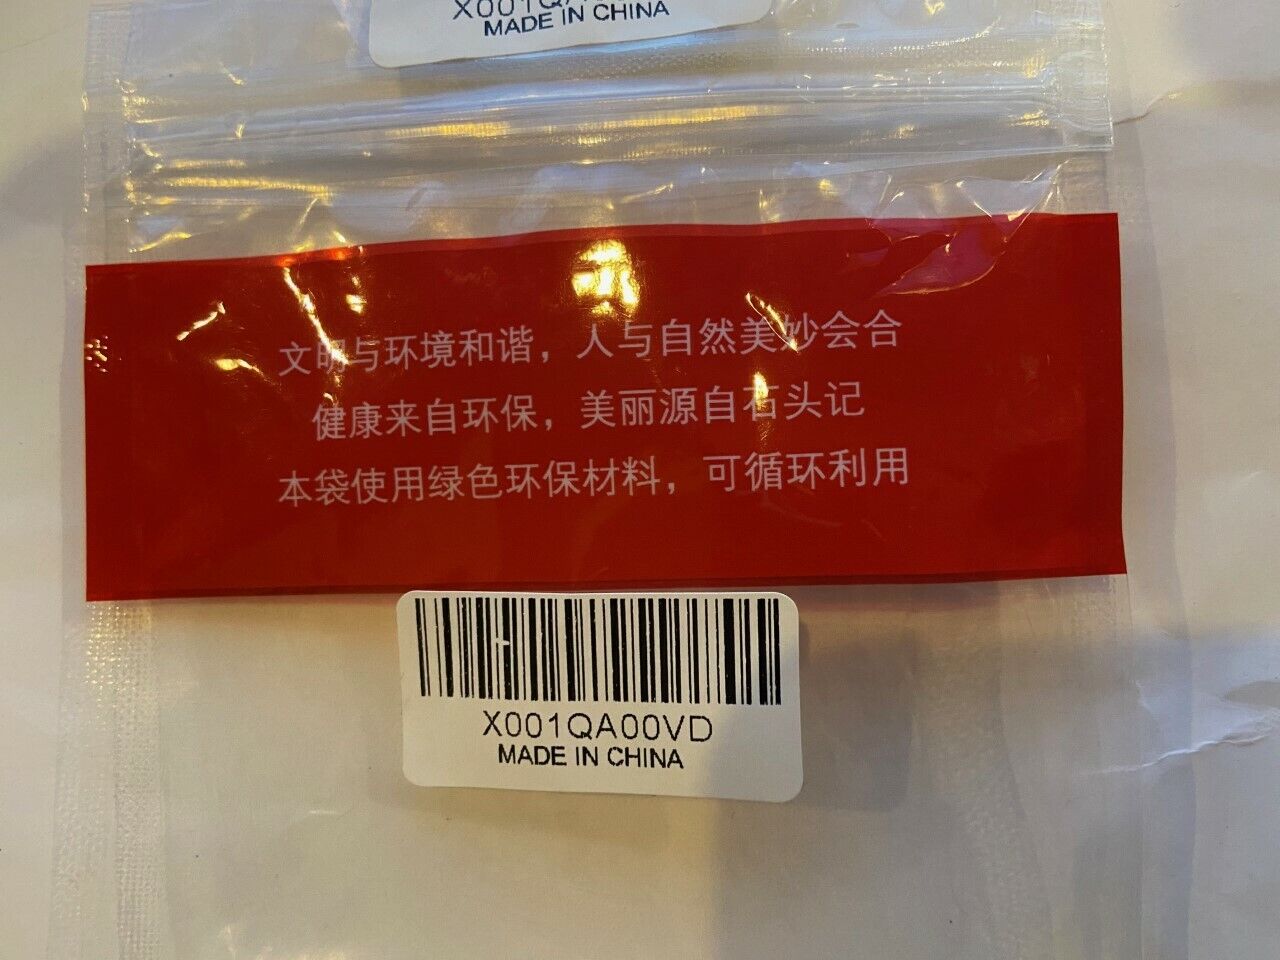 MADE IN CHINA
文明与环境和谐，人与自然美妙会合
健康来自环保，美丽源自石头记
本袋使用绿色环保材料，可循环利用
X001QA00VD
MADE IN CHINA